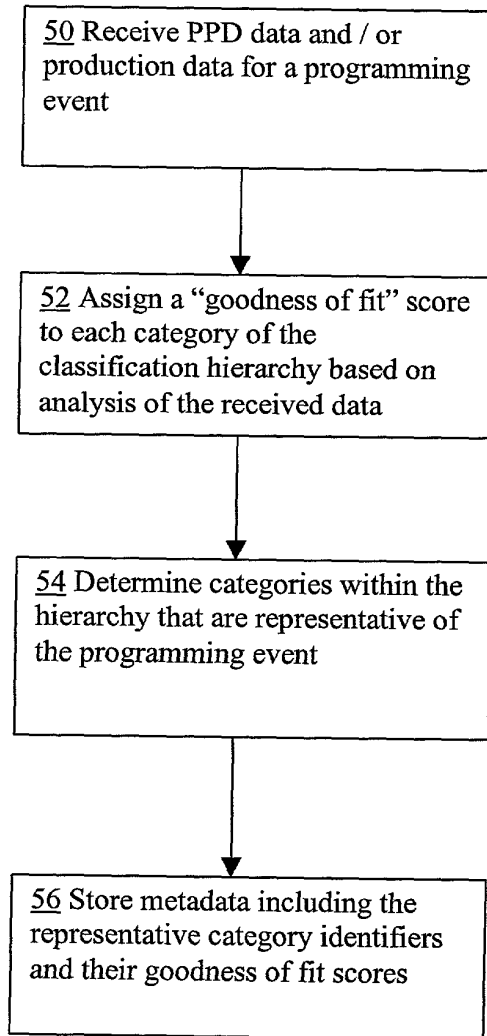 50 Receive PPD data and / or
production data for a programming
event
52 Assign a “goodness of fit” score
to each category of the
classification hierarchy based on
analysis of the received data
54 Determine categories within the
hierarchy that are representative of
the programming event
56 Store metadata including the
representative category identifiers
and their goodness of fit scores